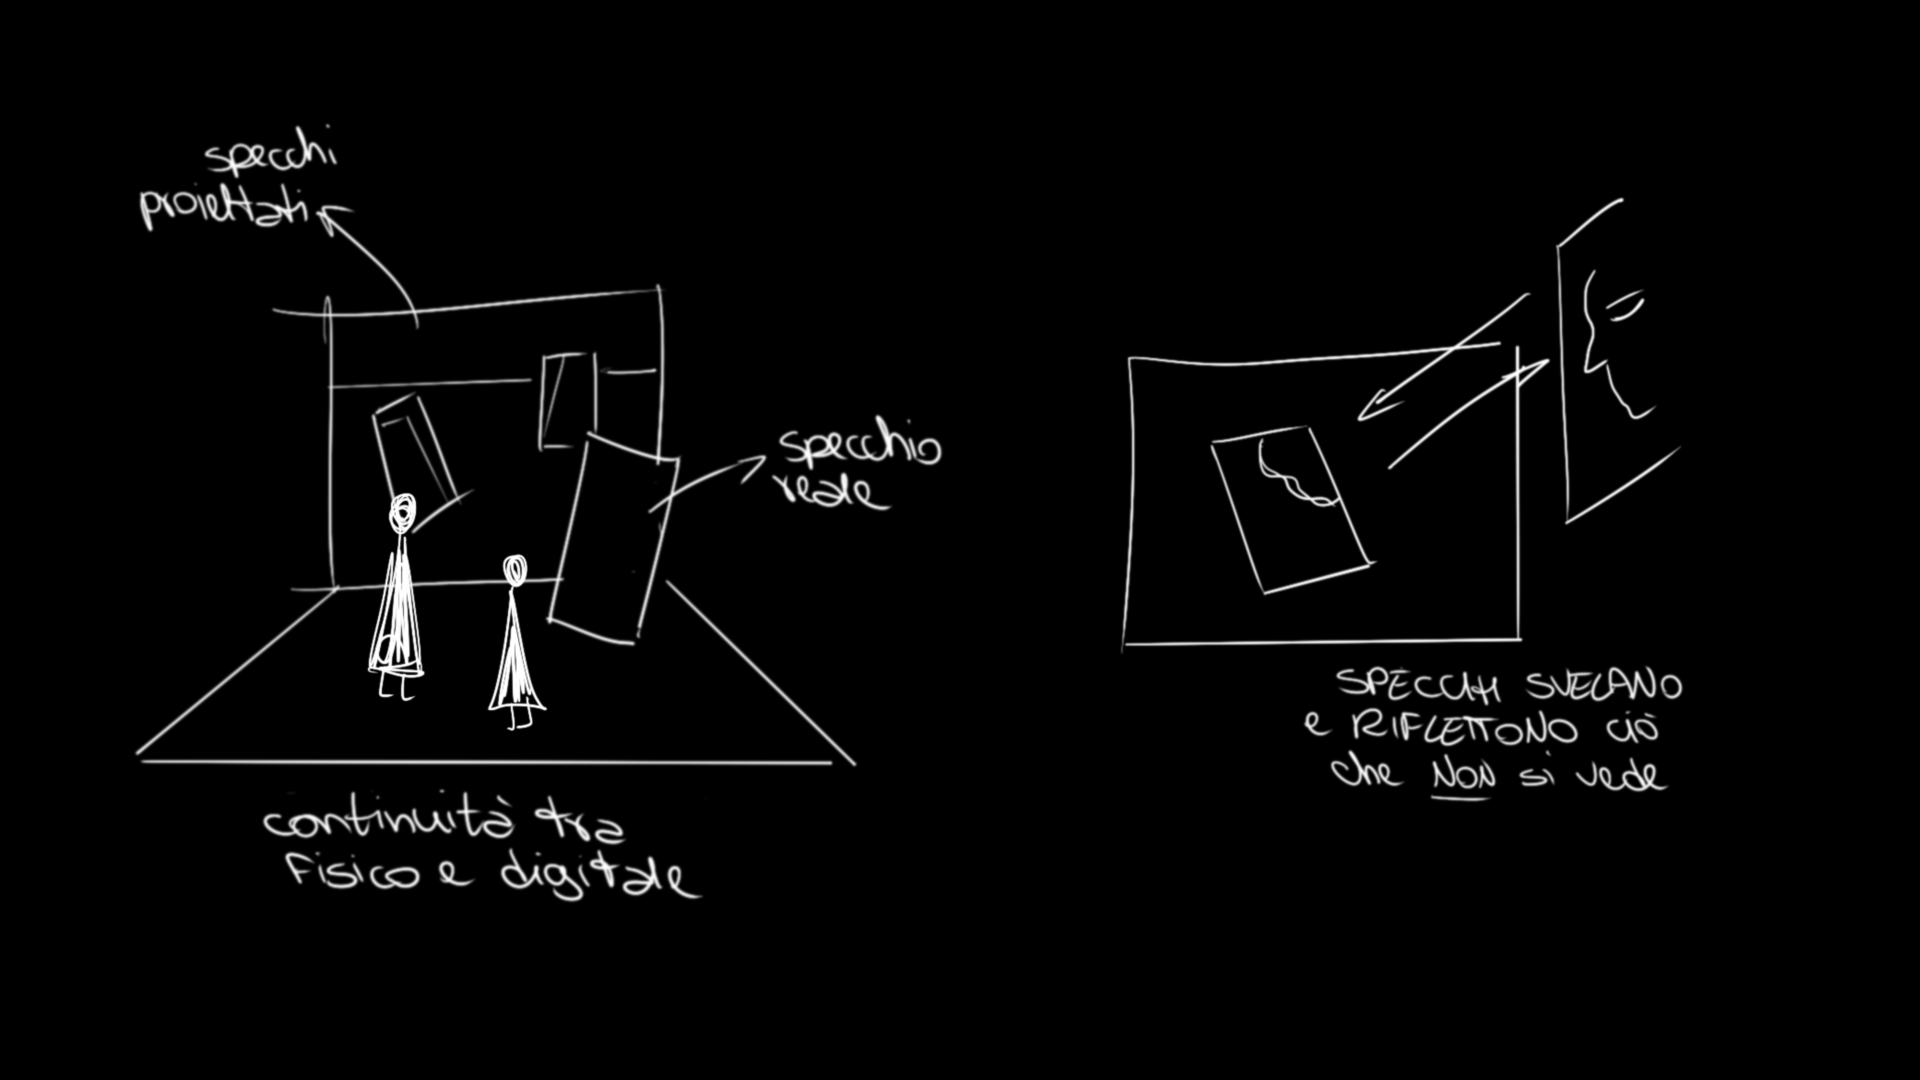 specchi
proiettati
specchio
reale
continuità tra
fisico e digitale
SPECCHI SVELANO
e RIFLETTONO ciò
che NON si vede